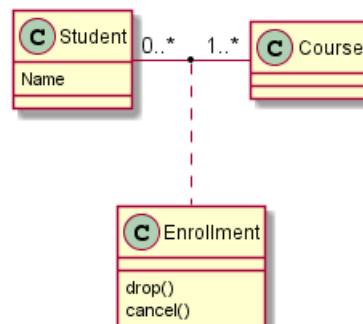 C Student
0..*
1..*
C Course
Name
C Enrollment
drop()
cancel()